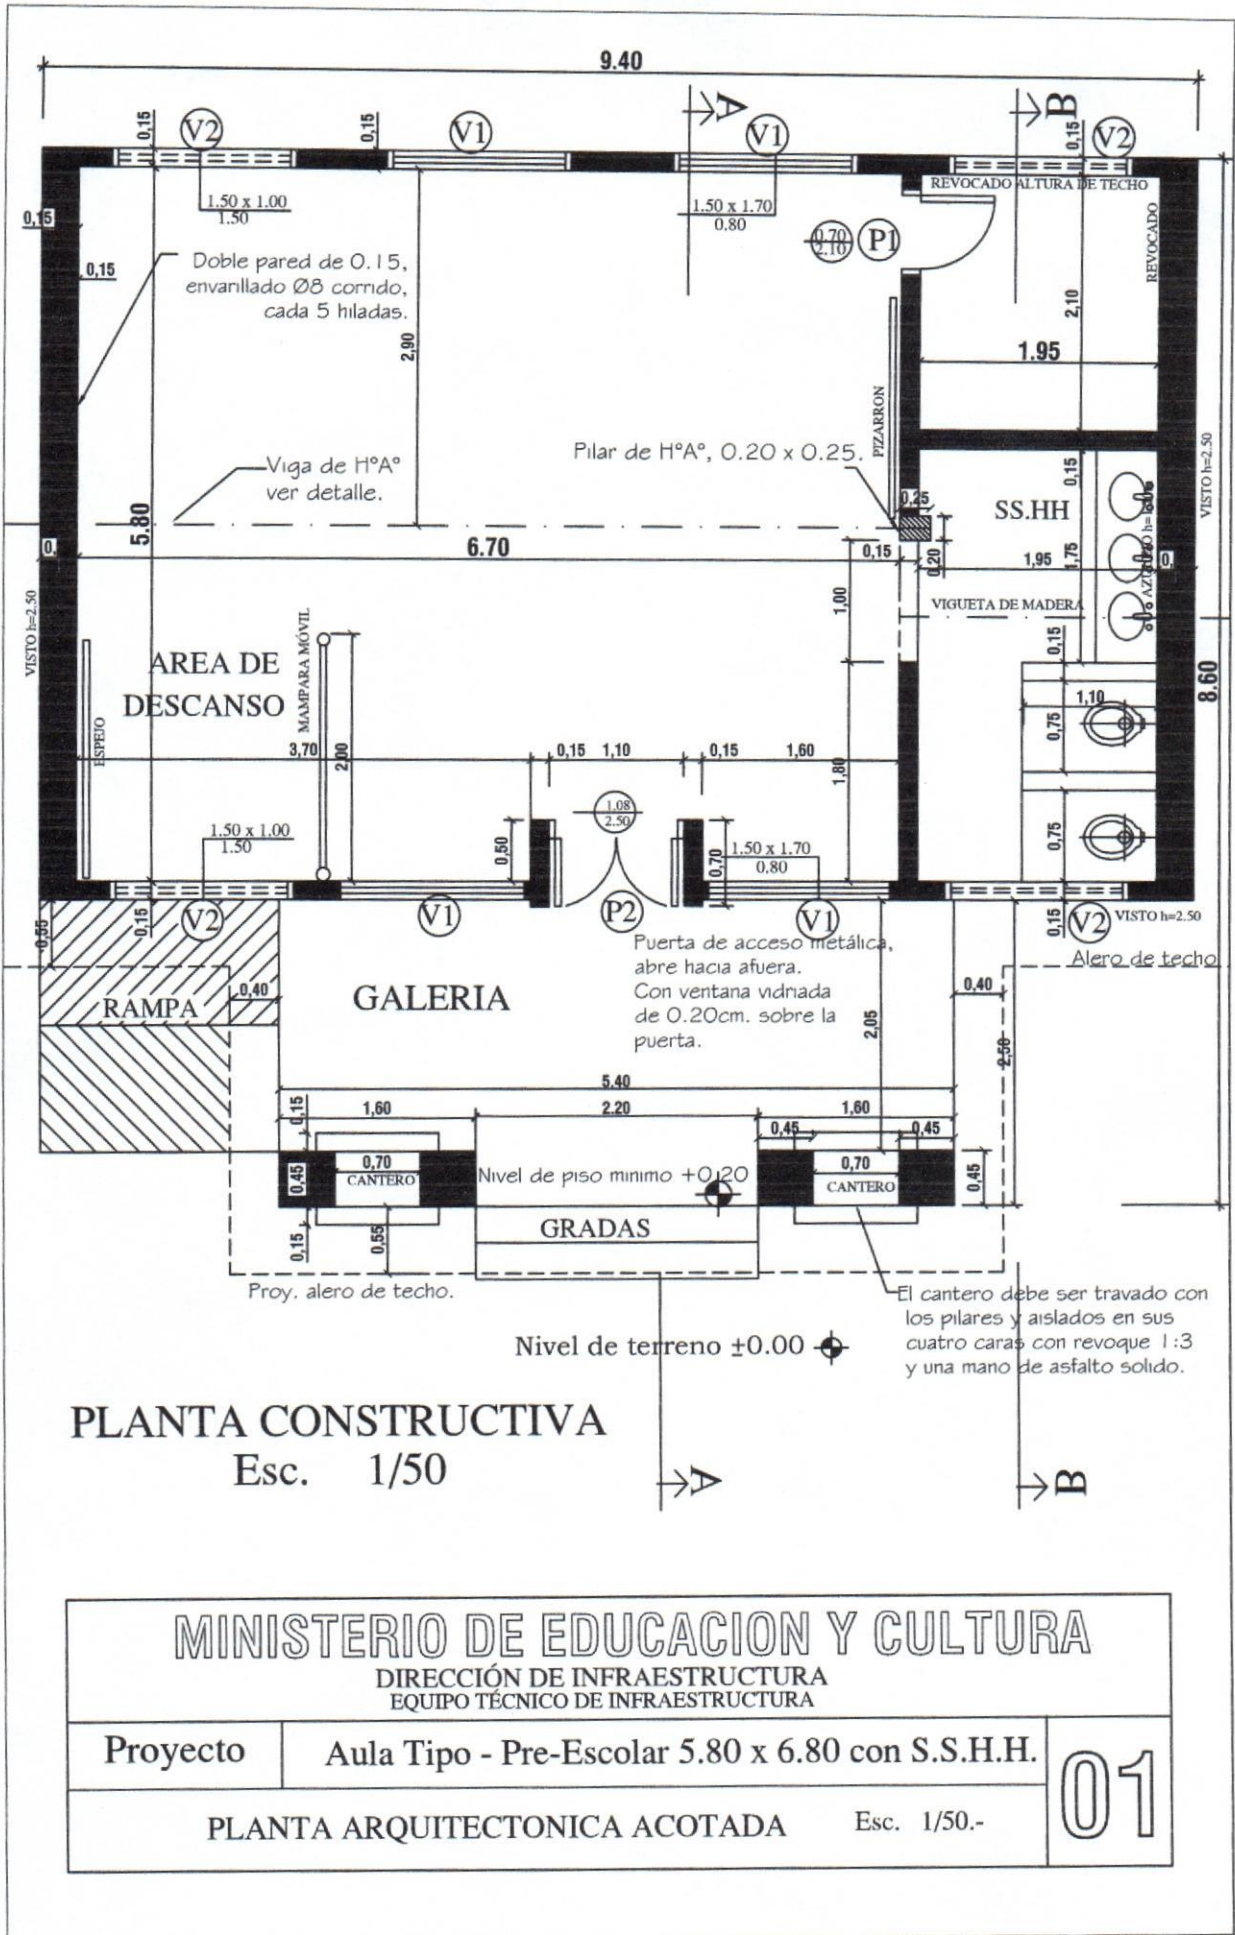 9.40
A
B
0,15
V2
0,15
V1
V1
0,15
V2
REVOCADO ALTURA DE TECHO
1.50 x 1.00
1.50
1.50 x 1.70
0.80
0,15
0.70
2.10
P1
REVOCADO
0,15
Doble pared de 0.15,
envarillado Ø8 corrido,
cada 5 hiladas.
2,10
2,90
1.95
PIZARRON
Pilar de HºAº, 0.20 x 0.25.
Viga de HºAº
ver detalle.
0,15
VISTO h=2.50
0,25
SS.HH
5.80
6.70
0,15
0,20
1,95
1,75
VISTO h=2.50
1,00
VIGUETA DE MADERA
AREA DE
DESCANSO
MAMPARA MÓVIL
0,15
8.60
ESPEJO
1,10
0,75
3,70
2,00
0,15
1,10
0,15
1,60
1,80
1.08
2.50
1.50 x 1.00
1.50
0,50
0,70
1.50 x 1.70
0.80
0,75
0,15
V2
V1
P2
V1
0,15
V2
VISTO h=2.50
0,55
Puerta de acceso metálica,
abre hacia afuera.
Con ventana vidriada
de 0.20cm. sobre la
puerta.
Alero de techo
RAMPA
0,40
GALERIA
0,40
2,05
2,50
5.40
0,15
1,60
2.20
1,60
0,45
0,45
0,45
0,70
CANTERO
Nivel de piso minimo +0.20
0,70
CANTERO
0,45
GRADAS
0,15
0,55
Proy. alero de techo.
El cantero debe ser travado con
los pilares y aislados en sus
cuatro caras con revoque 1:3
y una mano de asfalto solido.
Nivel de terreno ±0.00
PLANTA CONSTRUCTIVA
Esc. 1/50
A
B
MINISTERIO DE EDUCACION Y CULTURA
DIRECCIÓN DE INFRAESTRUCTURA
EQUIPO TÉCNICO DE INFRAESTRUCTURA
Proyecto
Aula Tipo - Pre-Escolar 5.80 x 6.80 con S.S.H.H.
01
PLANTA ARQUITECTONICA ACOTADA Esc. 1/50.-